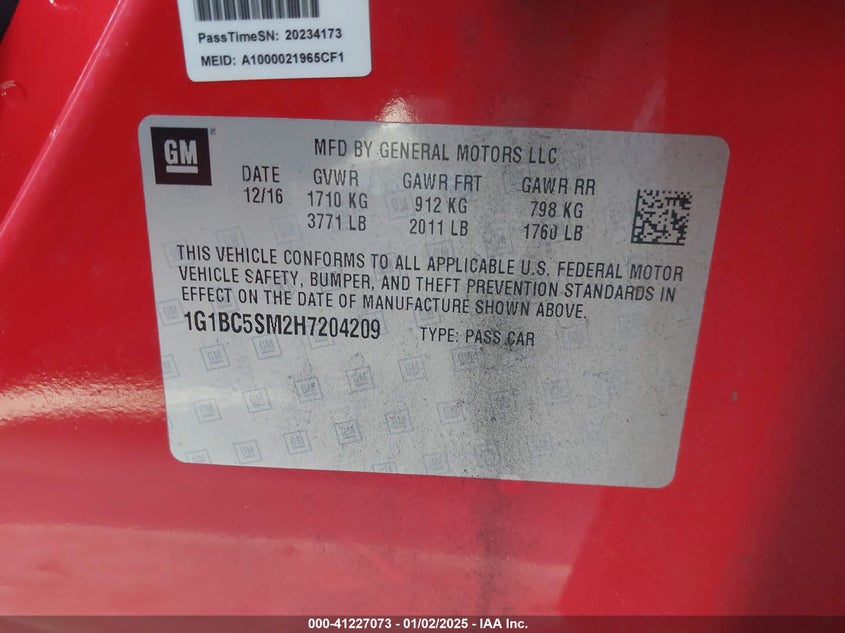 PassTimeSN: 20234173
MEID: A1000021965CF1
GM
MFD BY GENERAL MOTORS LLC
DATE GVWR GAWR FRT GAWR RR
12/16 1710 KG 912 KG 798 KG
3771 LB 2011 LB 1760 LB
THIS VEHICLE CONFORMS TO ALL APPLICABLE U.S. FEDERAL MOTOR
VEHICLE SAFETY, BUMPER, AND THEFT PREVENTION STANDARDS IN
EFFECT ON THE DATE OF MANUFACTURE SHOWN ABOVE.
1G1BC5SM2H7204209 TYPE: PASS CAR
000-41227073 - 01/02/2025 - IAA Inc.